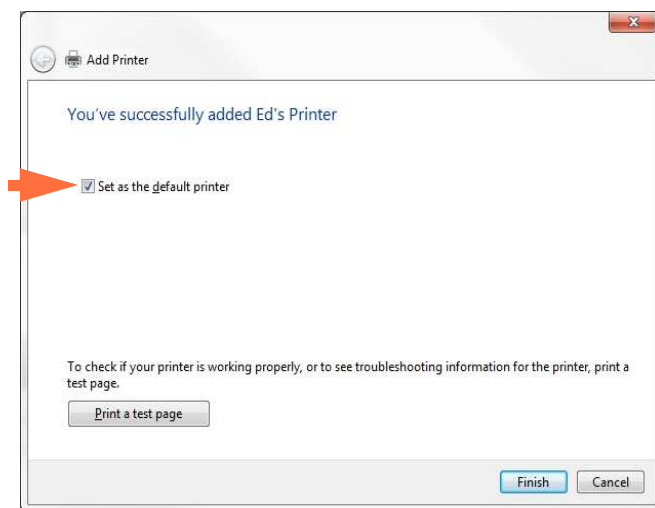 Add Printer
You've successfully added Ed's Printer
Set as the default printer
To check if your printer is working properly, or to see troubleshooting information for the printer, print a
test page.
Print a test page
Finish
Cancel